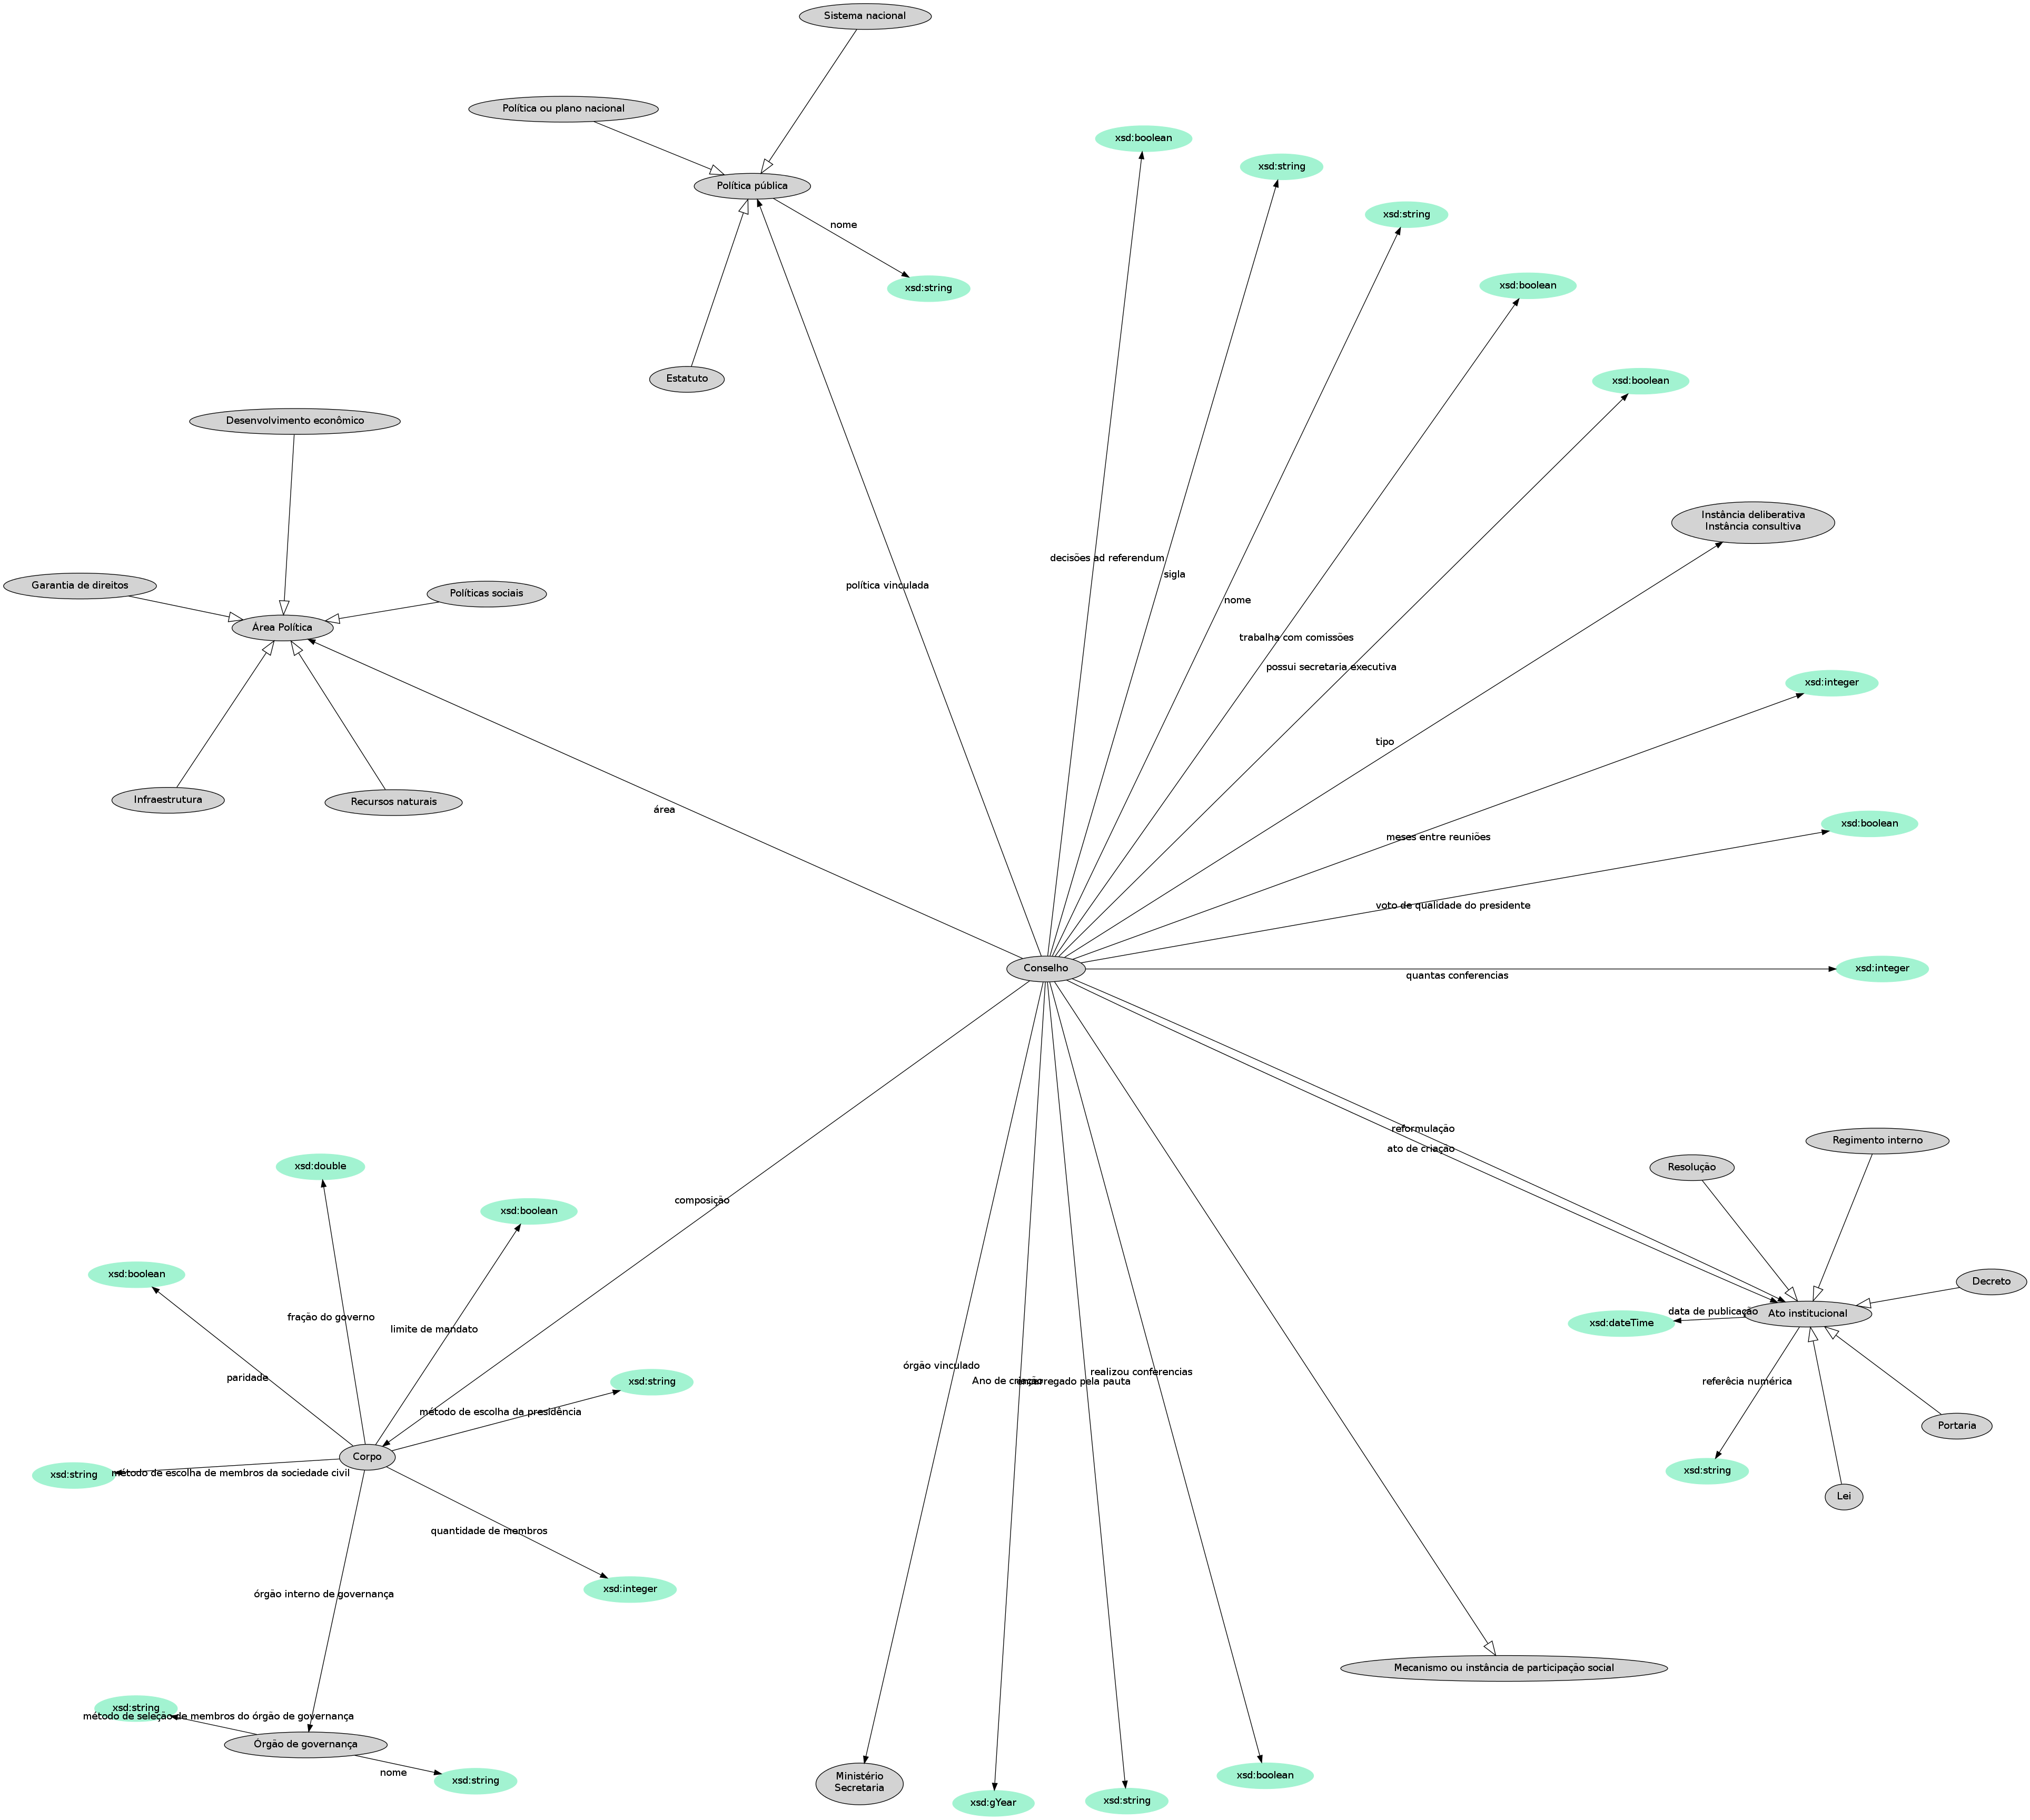 Sistema nacional
Política ou plano nacional
xsd:boolean
xsd:string
Política pública
xsd:string
nome
xsd:boolean
xsd:string
Estatuto
xsd:boolean
Desenvolvimento econômico
Instância deliberativa
Instância consultiva
decisões ad referendum
sigla
Garantia de direitos
política vinculada
Políticas sociais
nome
Área Política
trabalha com comissões
possui secretaria executiva
xsd:integer
tipo
Infraestrutura
Recursos naturais
área
xsd:boolean
meses entre reuniões
voto de qualidade do presidente
Conselho
xsd:integer
quantas conferencias
reformulação
Regimento interno
ato de criaçao
xsd:double
Resolução
composição
xsd:boolean
xsd:boolean
Decreto
data de publicação
Ato institucional
fração do governo
xsd:dateTime
limite de mandato
órgão vinculado
realizou conferencias
paridade
Ano de criação
encarregado pela pauta
xsd:string
referêcia numérica
método de escolha da presidência
Portaria
Corpo
xsd:string
método de escolha de membros da sociedade civil
xsd:string
Lei
quantidade de membros
xsd:integer
órgão interno de governança
Mecanismo ou instância de participação social
xsd:string
método de seleção de membros do órgão de governança
Órgão de governança
nome
xsd:string
Ministério
Secretaria
xsd:boolean
xsd:gYear
xsd:string